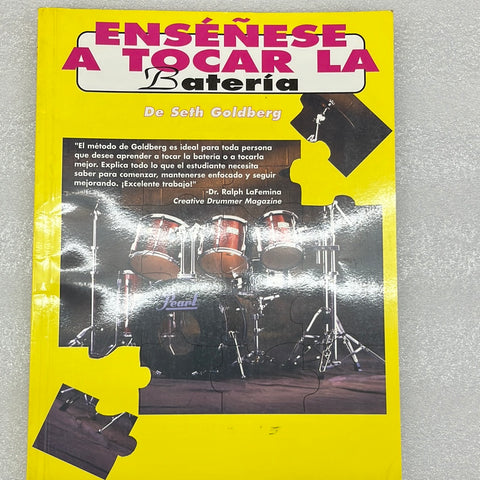 ENSÉÑESE
A TOCAR LA
Batería
De Seth Goldberg
"El método de Goldberg es ideal para toda persona
que desee aprender a tocar la bateria o a tocarla
mejor. Explica todo lo que el estudiante necesita
saber para comenzar, mantenerse enfocado y seguir
mejorando. ¡Excelente trabajo!"
-Dr. Ralph LaFemina
Creative Drummer Magazine
Pearl